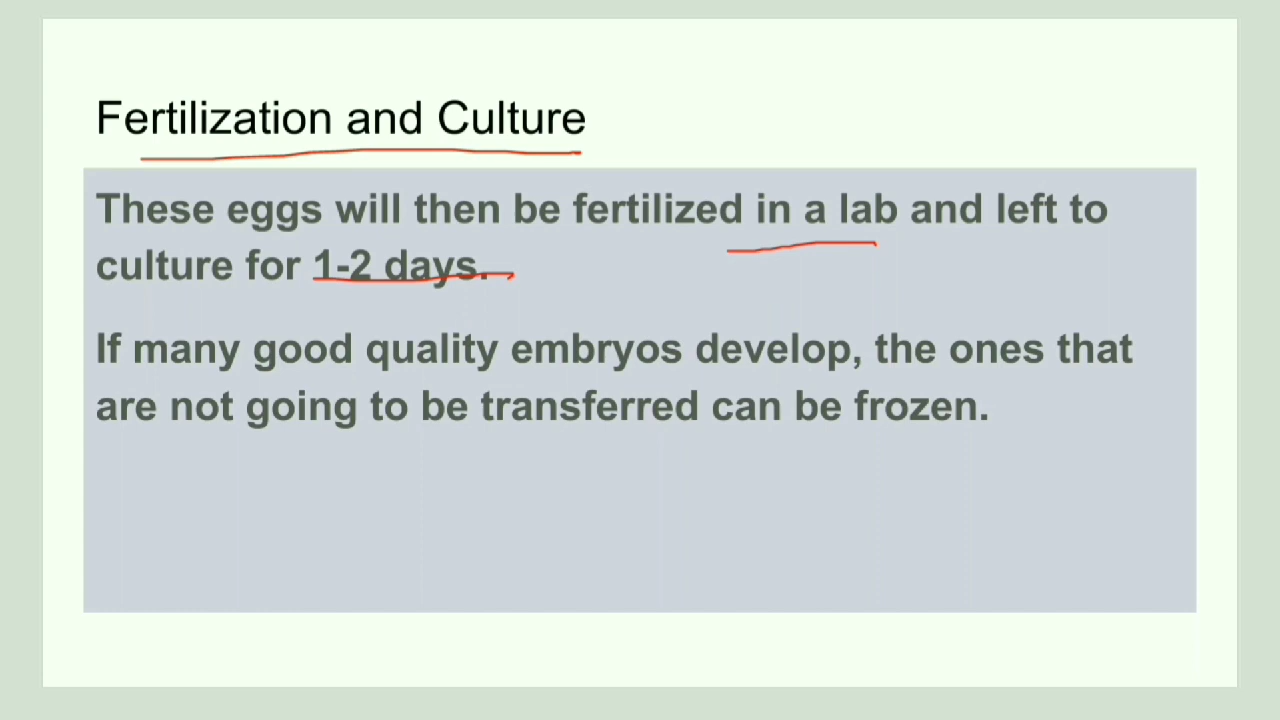 Fertilization and Culture
These eggs will then be fertilized in a lab and left to
culture for 1-2 days.
If many good quality embryos develop, the ones that
are not going to be transferred can be frozen.